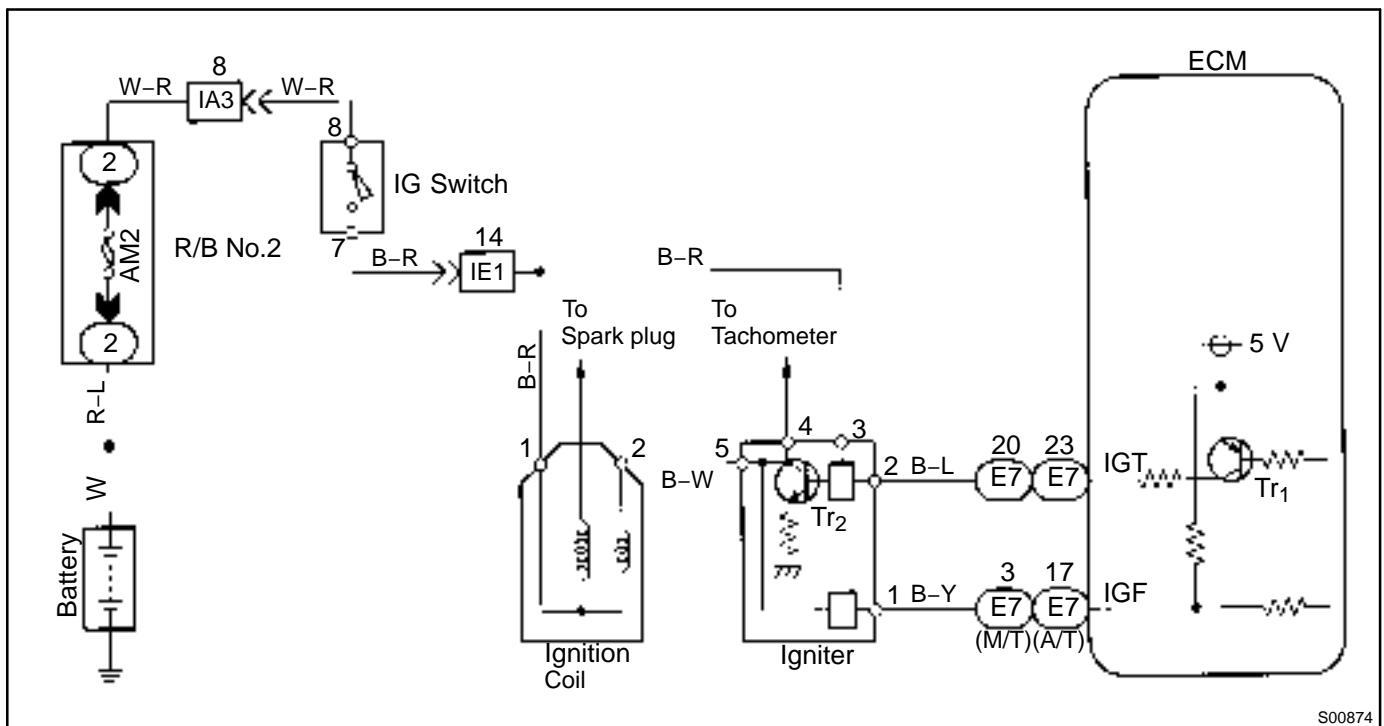 8
ECM
W–R
IA3
W–R
8
2
IG Switch
AM2
R/B No.2
7
14
B–R
IE1
B–R
2
To
Spark plug
To
Tachometer
5 V
R–L
B–R
W
1
2
5
4
3
2
B–L
20
23
E7
E7
IGT
Tr1
B–W
Tr2
Battery
1
B–Y
3
17
E7
E7
IGF
(M/T)
(A/T)
Ignition
Coil
Igniter
S00874